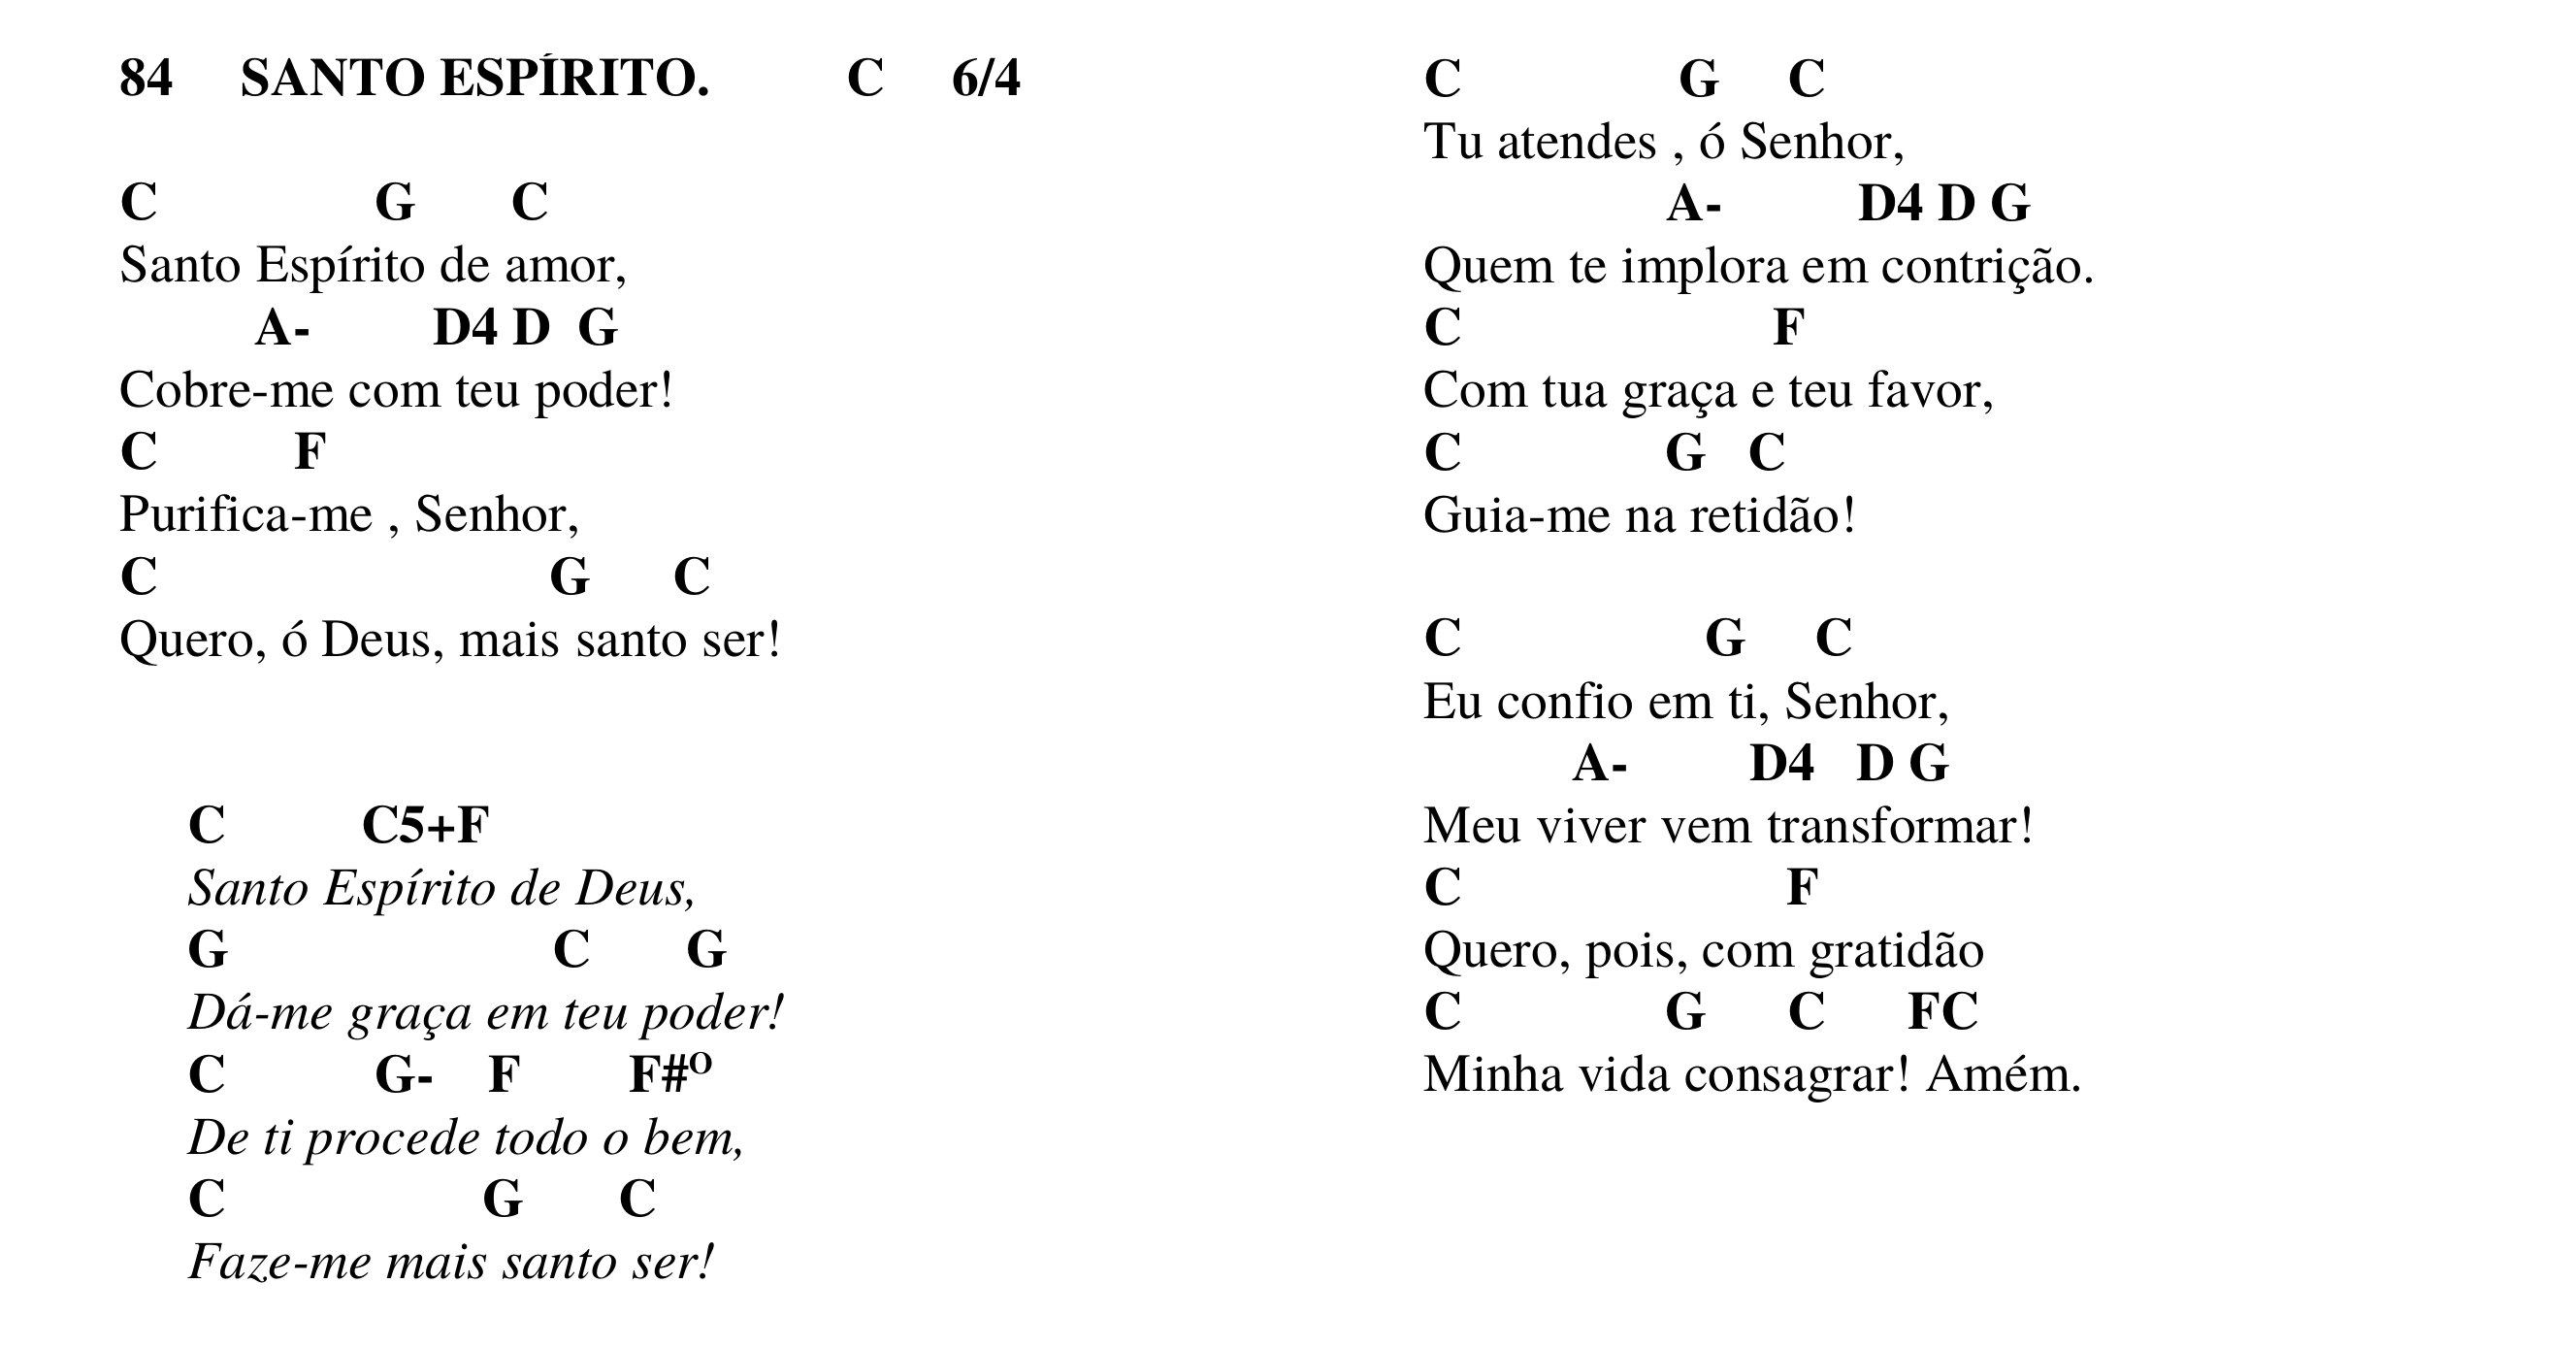 84 SANTO ESPÍRITO. C 6/4
C G C
Santo Espírito de amor,
A- D4 D G
Cobre-me com teu poder!
C F
Purifica-me , Senhor,
C G C
Quero, ó Deus, mais santo ser!
C C5+F
Santo Espírito de Deus,
G C G
Dá-me graça em teu poder!
C G- F F#º
De ti procede todo o bem,
C G C
Faze-me mais santo ser!
C G C
Tu atendes , ó Senhor,
A- D4 D G
Quem te implora em contrição.
C F
Com tua graça e teu favor,
C G C
Guia-me na retidão!
C G C
Eu confio em ti, Senhor,
A- D4 D G
Meu viver vem transformar!
C F
Quero, pois, com gratidão
C G C FC
Minha vida consagrar! Amém.